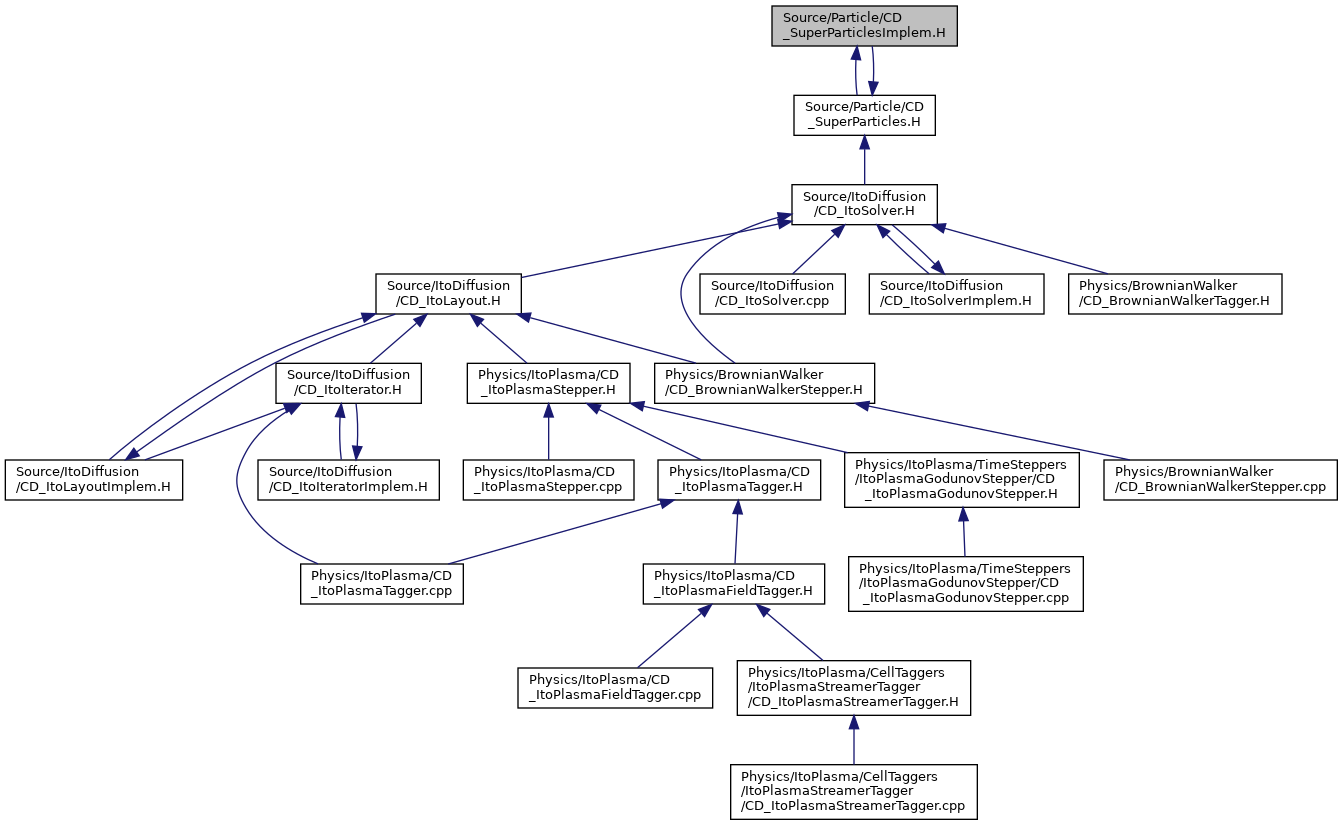 Source/Particle/CD
_SuperParticlesImplem.H
Source/Particle/CD
_SuperParticles.H
Source/ItoDiffusion
/CD_ItoSolver.H
Source/ItoDiffusion
/CD_ItoLayout.H
Source/ItoDiffusion
/CD_ItoSolver.cpp
Source/ItoDiffusion
/CD_ItoSolverImplem.H
Physics/BrownianWalker
/CD_BrownianWalkerTagger.H
Source/ItoDiffusion
/CD_ItoIterator.H
Physics/ItoPlasma/CD
_ItoPlasmaStepper.H
Physics/BrownianWalker
/CD_BrownianWalkerStepper.H
Source/ItoDiffusion
/CD_ItoLayoutImplem.H
Source/ItoDiffusion
/CD_ItoIteratorImplem.H
Physics/ItoPlasma/CD
_ItoPlasmaStepper.cpp
Physics/ItoPlasma/CD
_ItoPlasmaTagger.H
Physics/ItoPlasma/TimeSteppers
/ItoPlasmaGodunovStepper/CD
_ItoPlasmaGodunovStepper.H
Physics/BrownianWalker
/CD_BrownianWalkerStepper.cpp
Physics/ItoPlasma/CD
_ItoPlasmaTagger.cpp
Physics/ItoPlasma/CD
_ItoPlasmaFieldTagger.H
Physics/ItoPlasma/TimeSteppers
/ItoPlasmaGodunovStepper/CD
_ItoPlasmaGodunovStepper.cpp
Physics/ItoPlasma/CD
_ItoPlasmaFieldTagger.cpp
Physics/ItoPlasma/CellTaggers
/ItoPlasmaStreamerTagger
/CD_ItoPlasmaStreamerTagger.H
Physics/ItoPlasma/CellTaggers
/ItoPlasmaStreamerTagger
/CD_ItoPlasmaStreamerTagger.cpp